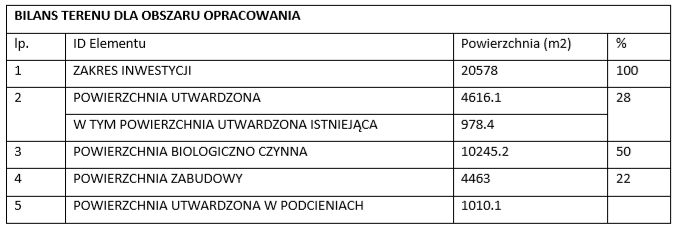 BILANS TERENU DLA OBSZARU OPRACOWANIA
lp. ID Elementu Powierzchnia (m2) %
1 ZAKRES INWESTYCJI 20578 100
2 POWIERZCHNIA UTWARDZONA 4616.1 28
W TYM POWIERZCHNIA UTWARDZONA ISTNIEJĄCA 978.4
3 POWIERZCHNIA BIOLOGICZNO CZYNNA 10245.2 50
4 POWIERZCHNIA ZABUDOWY 4463 22
5 POWIERZCHNIA UTWARDZONA W PODCIENIACH 1010.1